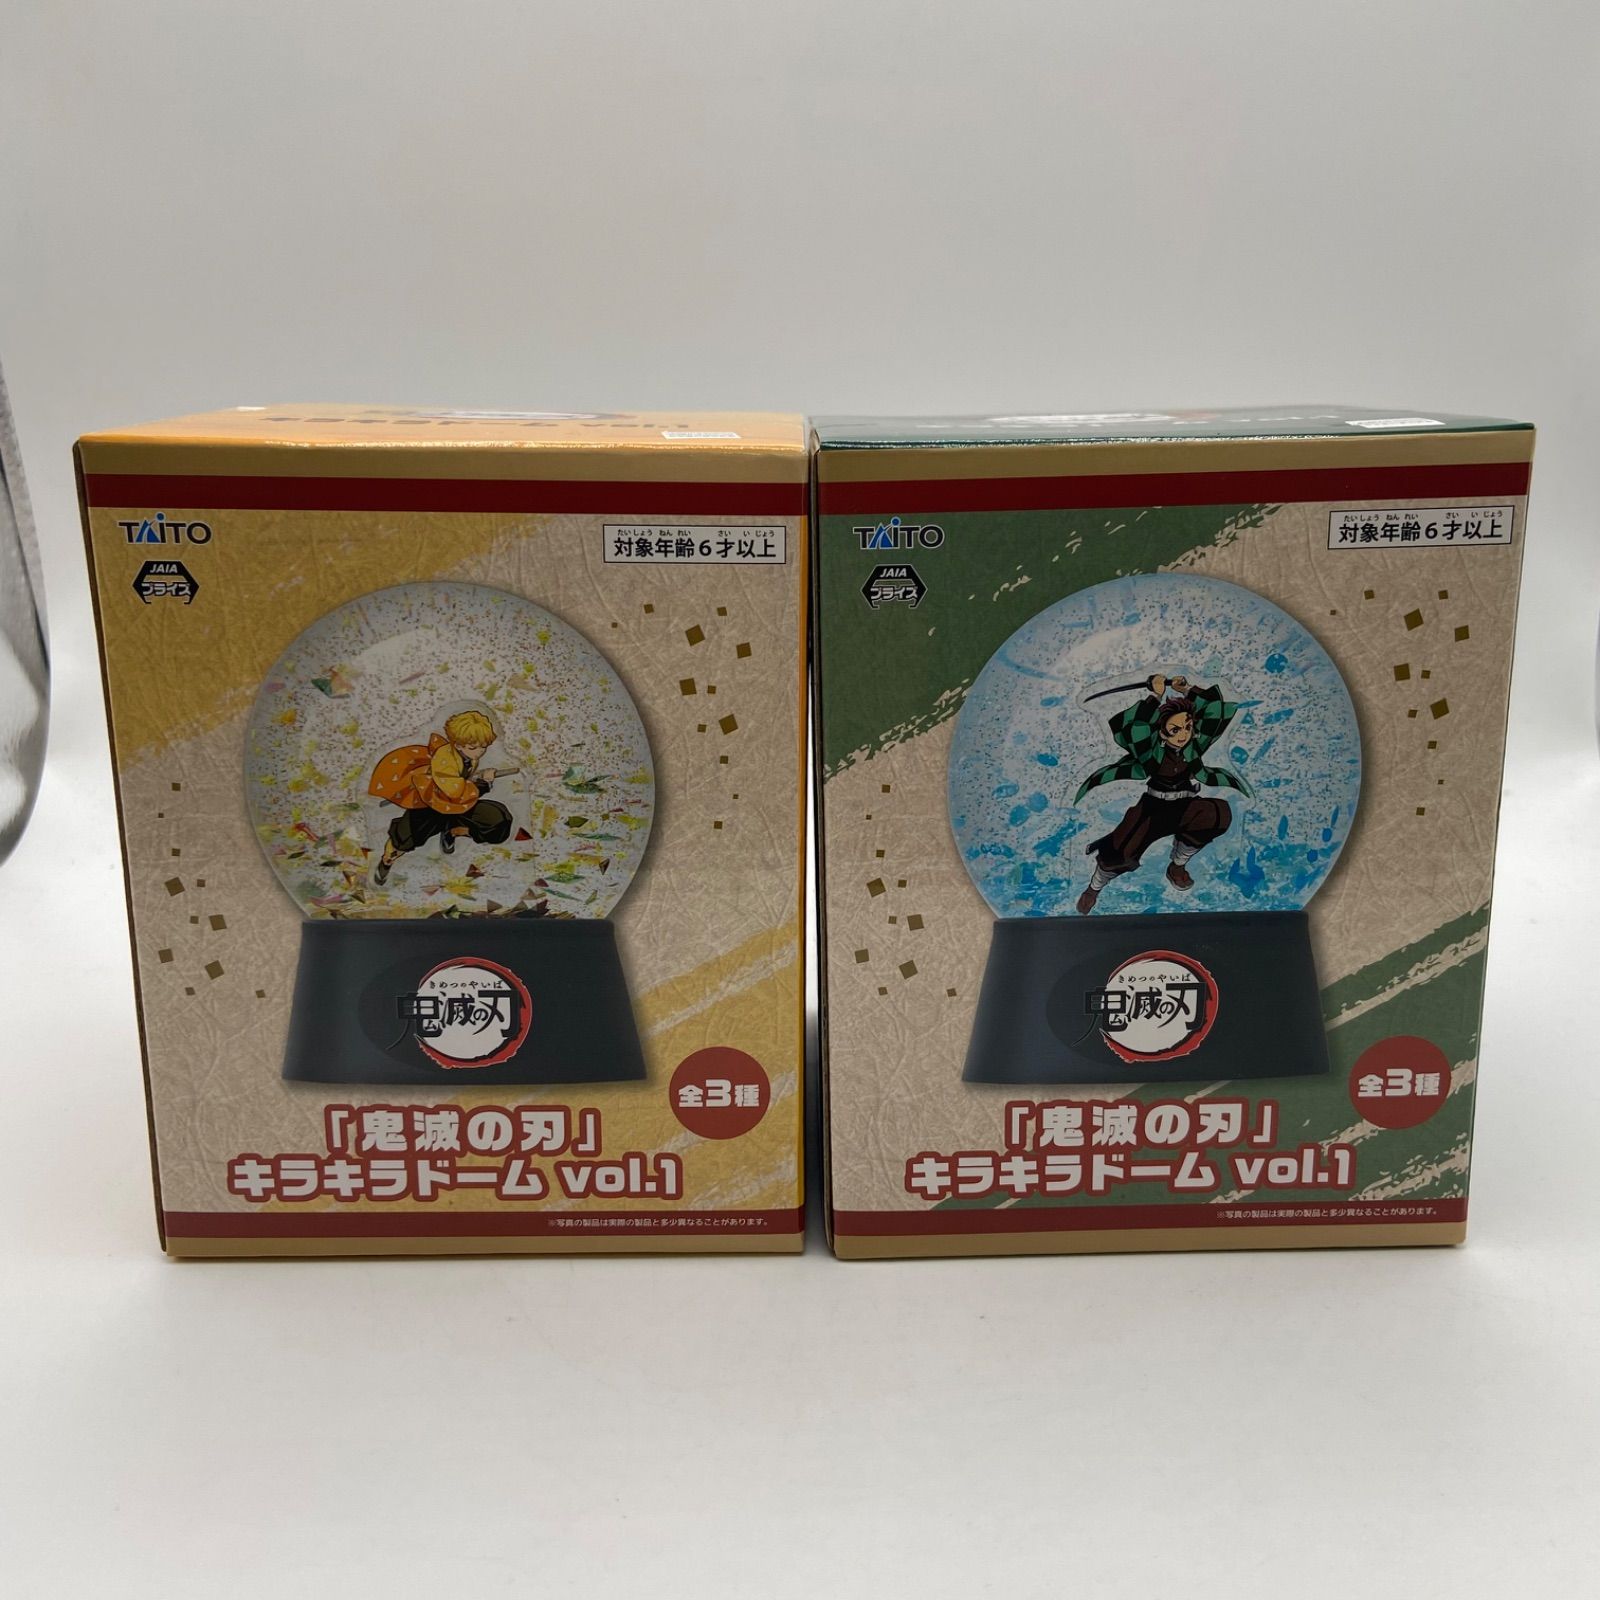 TAITO
JAIA
プライズ
たいしょう ねんれい さい いじょう
対象年齢6才以上
きめつのやいば
鬼滅の刃
全3種
「鬼滅の刃」
キラキラドーム vol.1
※写真の製品は実際の製品と多少異なることがあります。
TAITO
JAIA
プライズ
たいしょう ねんれい さい いじょう
対象年齢6才以上
きめつのやいば
鬼滅の刃
全3種
「鬼滅の刃」
キラキラドーム vol.1
※写真の製品は実際の製品と多少異なることがあります。